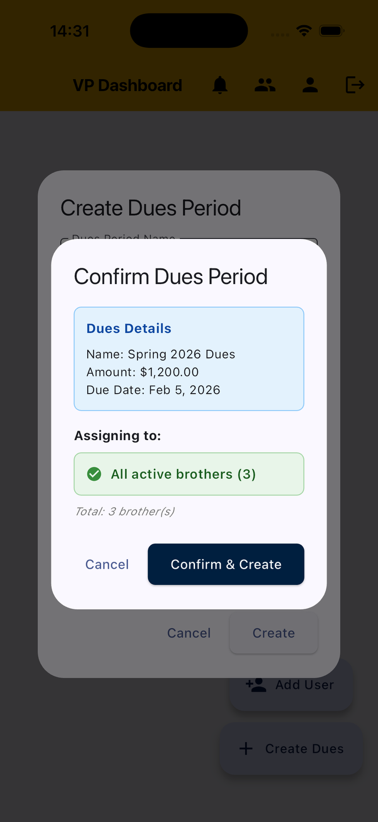 14:31
VP Dashboard
Create Dues Period
Dues Period Name
Confirm Dues Period
Dues Details
Name: Spring 2026 Dues
Amount: $1,200.00
Due Date: Feb 5, 2026
Assigning to:
All active brothers (3)
Total: 3 brother(s)
Cancel
Confirm & Create
Cancel
Create
Add User
Create Dues